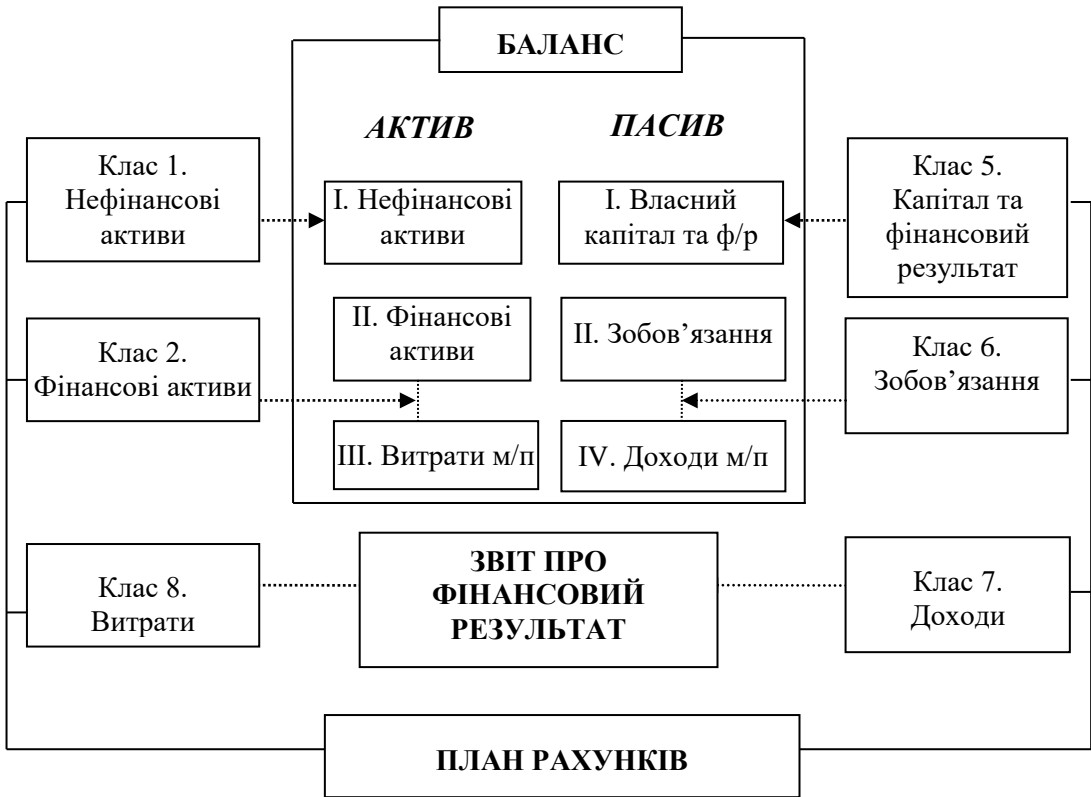 БАЛАНС
АКТИВ
ПАСИВ
Клас 1.
Нефінансові
активи
І. Нефінансові
активи
І. Власний
капітал та ф/р
Клас 5.
Капітал та
фінансовий
результат
Клас 2.
Фінансові активи
ІІ. Фінансові
активи
ІІ. Зобов’язання
Клас 6.
Зобов’язання
ІІІ. Витрати м/п
IV. Доходи м/п
Клас 8.
Витрати
ЗВІТ ПРО
ФІНАНСОВИЙ
РЕЗУЛЬТАТ
Клас 7.
Доходи
ПЛАН РАХУНКІВ